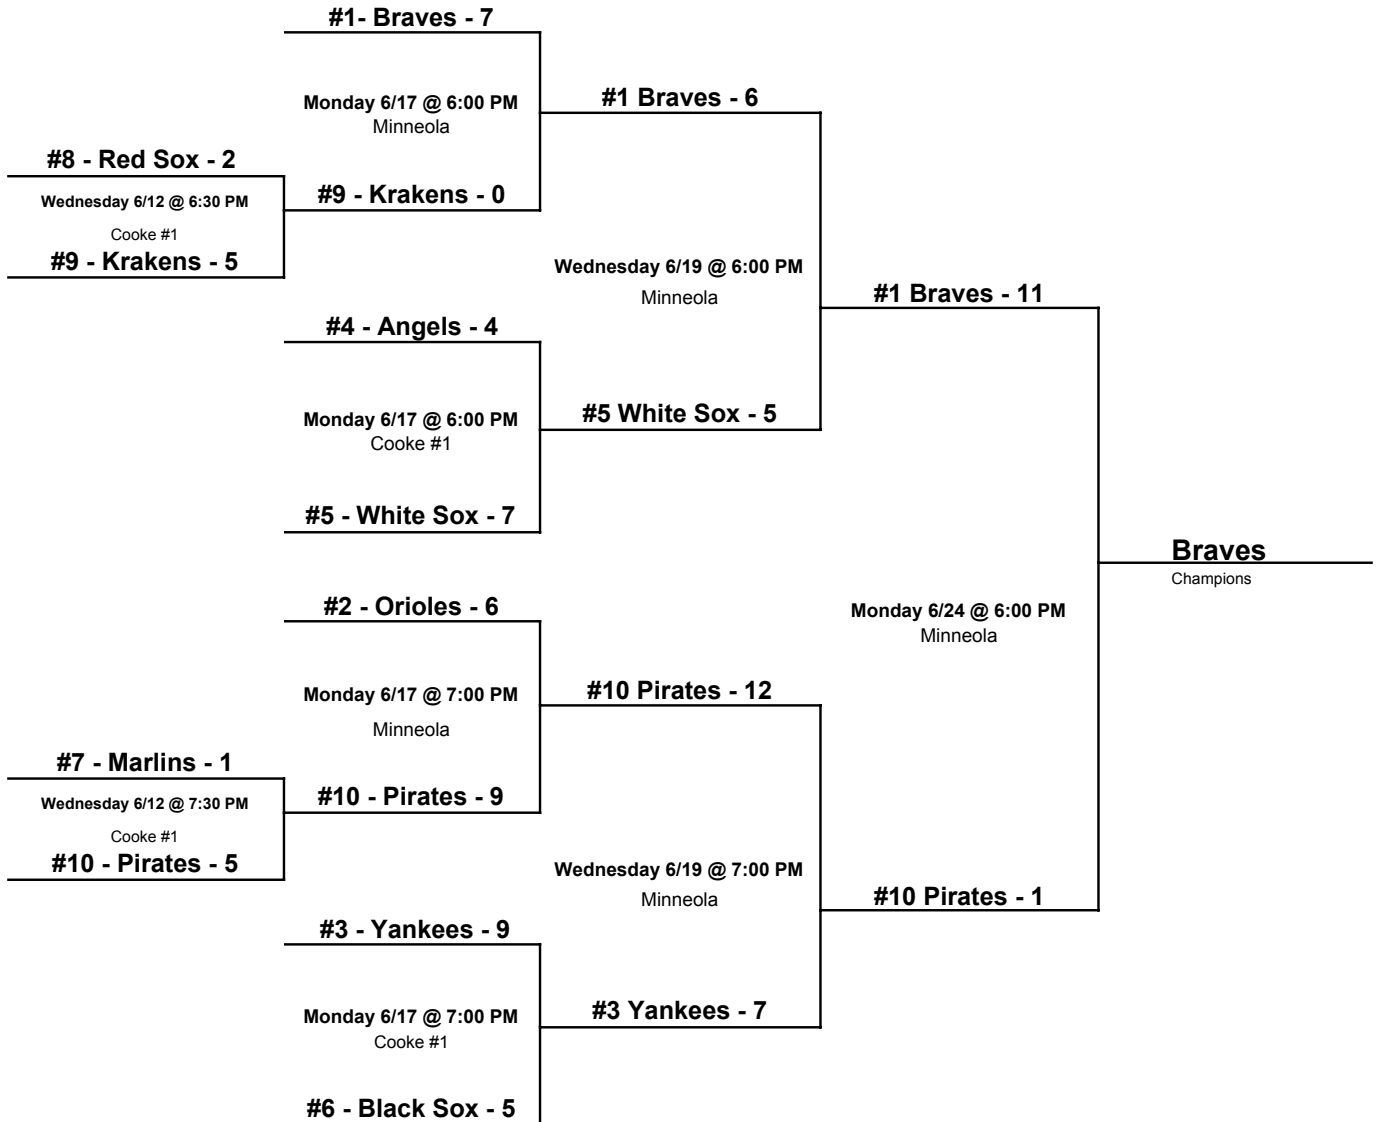 #1- Braves - 7
Monday 6/17 @ 6:00 PM
Minneola
#1 Braves - 6
#8 - Red Sox - 2
Wednesday 6/12 @ 6:30 PM
Cooke #1
#9 - Krakens - 5
#9 - Krakens - 0
Wednesday 6/19 @ 6:00 PM
Minneola
#1 Braves - 11
#4 - Angels - 4
Monday 6/17 @ 6:00 PM
Cooke #1
#5 White Sox - 5
#5 - White Sox - 7
Braves
Champions
#2 - Orioles - 6
Monday 6/24 @ 6:00 PM
Minneola
Monday 6/17 @ 7:00 PM
Minneola
#10 Pirates - 12
#7 - Marlins - 1
Wednesday 6/12 @ 7:30 PM
Cooke #1
#10 - Pirates - 5
#10 - Pirates - 9
Wednesday 6/19 @ 7:00 PM
Minneola
#10 Pirates - 1
#3 - Yankees - 9
Monday 6/17 @ 7:00 PM
Cooke #1
#3 Yankees - 7
#6 - Black Sox - 5